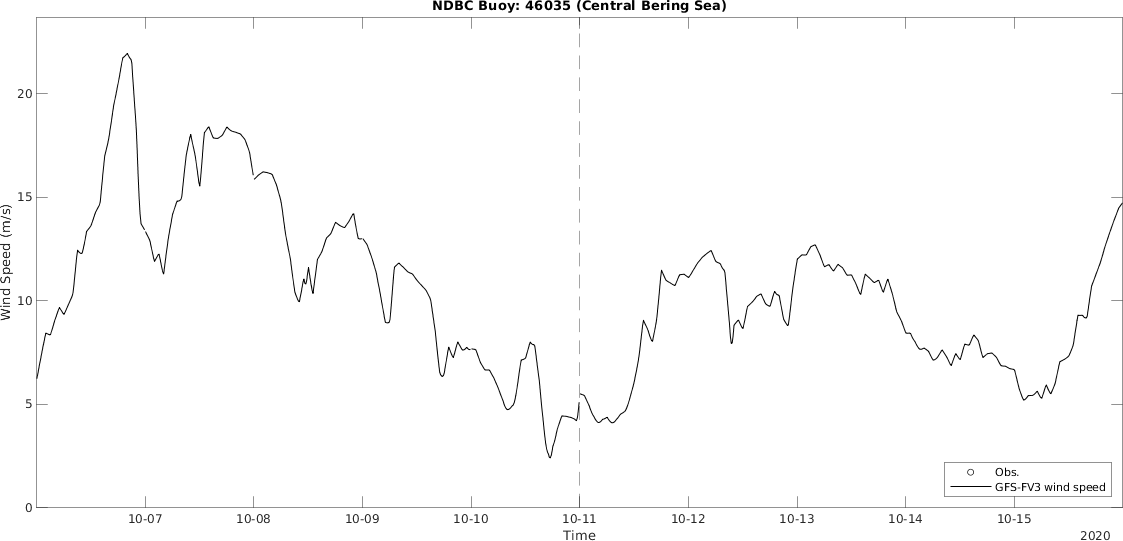 NDBC Buoy: 46035 (Central Bering Sea)
Wind Speed (m/s)
20
15
10
5
0
10-07 10-08 10-09 10-10 10-11 10-12 10-13 10-14 10-15
Time
2020
Obs.
GFS-FV3 wind speed